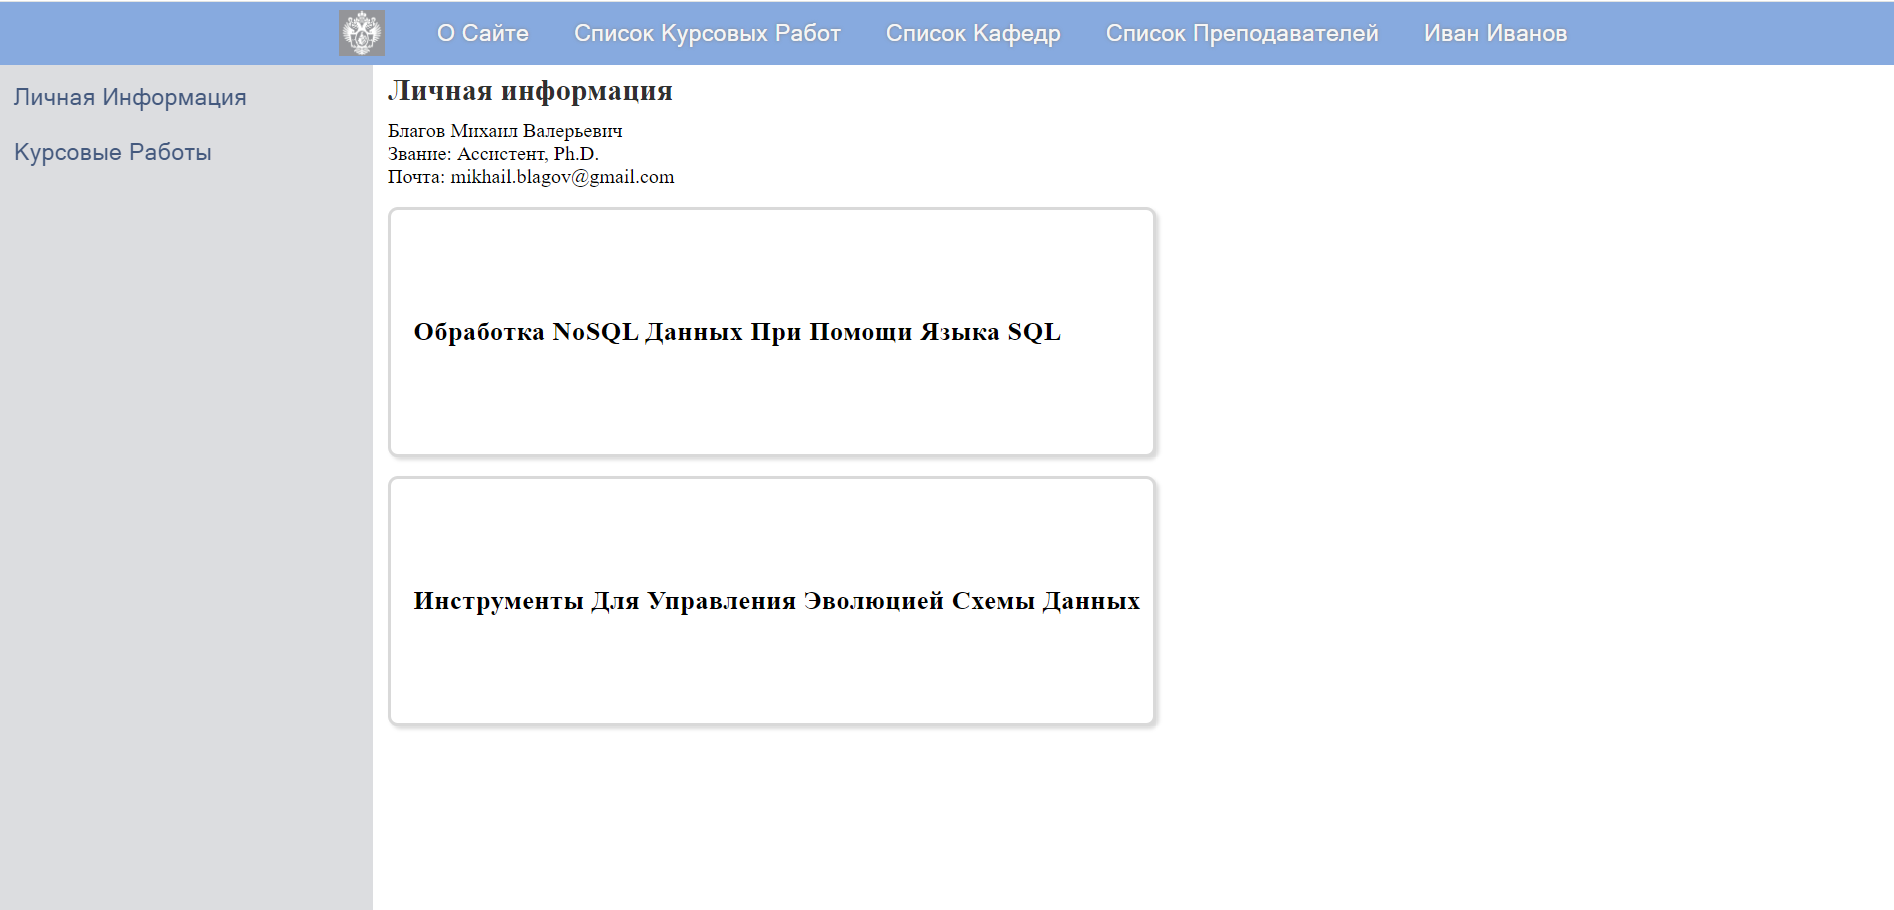 О Сайте Список Курсовых Работ Список Кафедр Список Преподавателей Иван Иванов
Личная Информация
Курсовые Работы
Личная информация
Благов Михаил Валерьевич
Звание: Ассистент, Ph.D.
Почта: mikhail.blagov@gmail.com
Обработка NoSQL Данных При Помощи Языка SQL
Инструменты Для Управления Эволюцией Схемы Данных